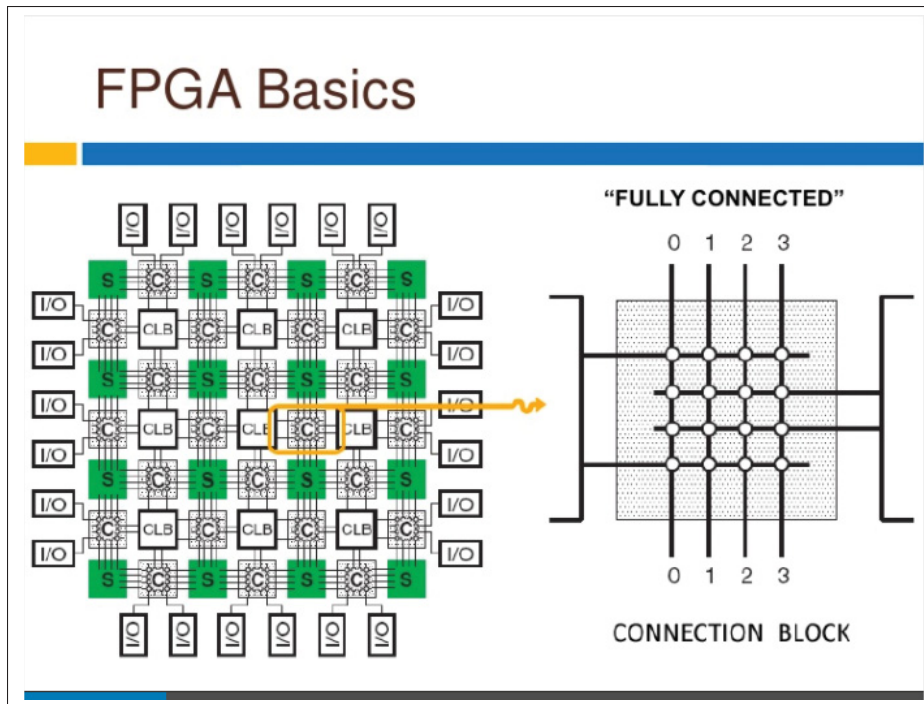 FPGA Basics
"FULLY CONNECTED"
0 1 2 3
I/O I/O I/O I/O I/O I/O
S C S C S C S
I/O I/O
C CLB C CLB C CLB C
I/O I/O
S C S C S C S
I/O I/O
C CLB C CLB C CLB C
I/O I/O
S C S C S C S
I/O I/O
C CLB C CLB C CLB C
I/O I/O
S C S C S C S
I/O I/O I/O I/O I/O I/O
0 1 2 3
CONNECTION BLOCK